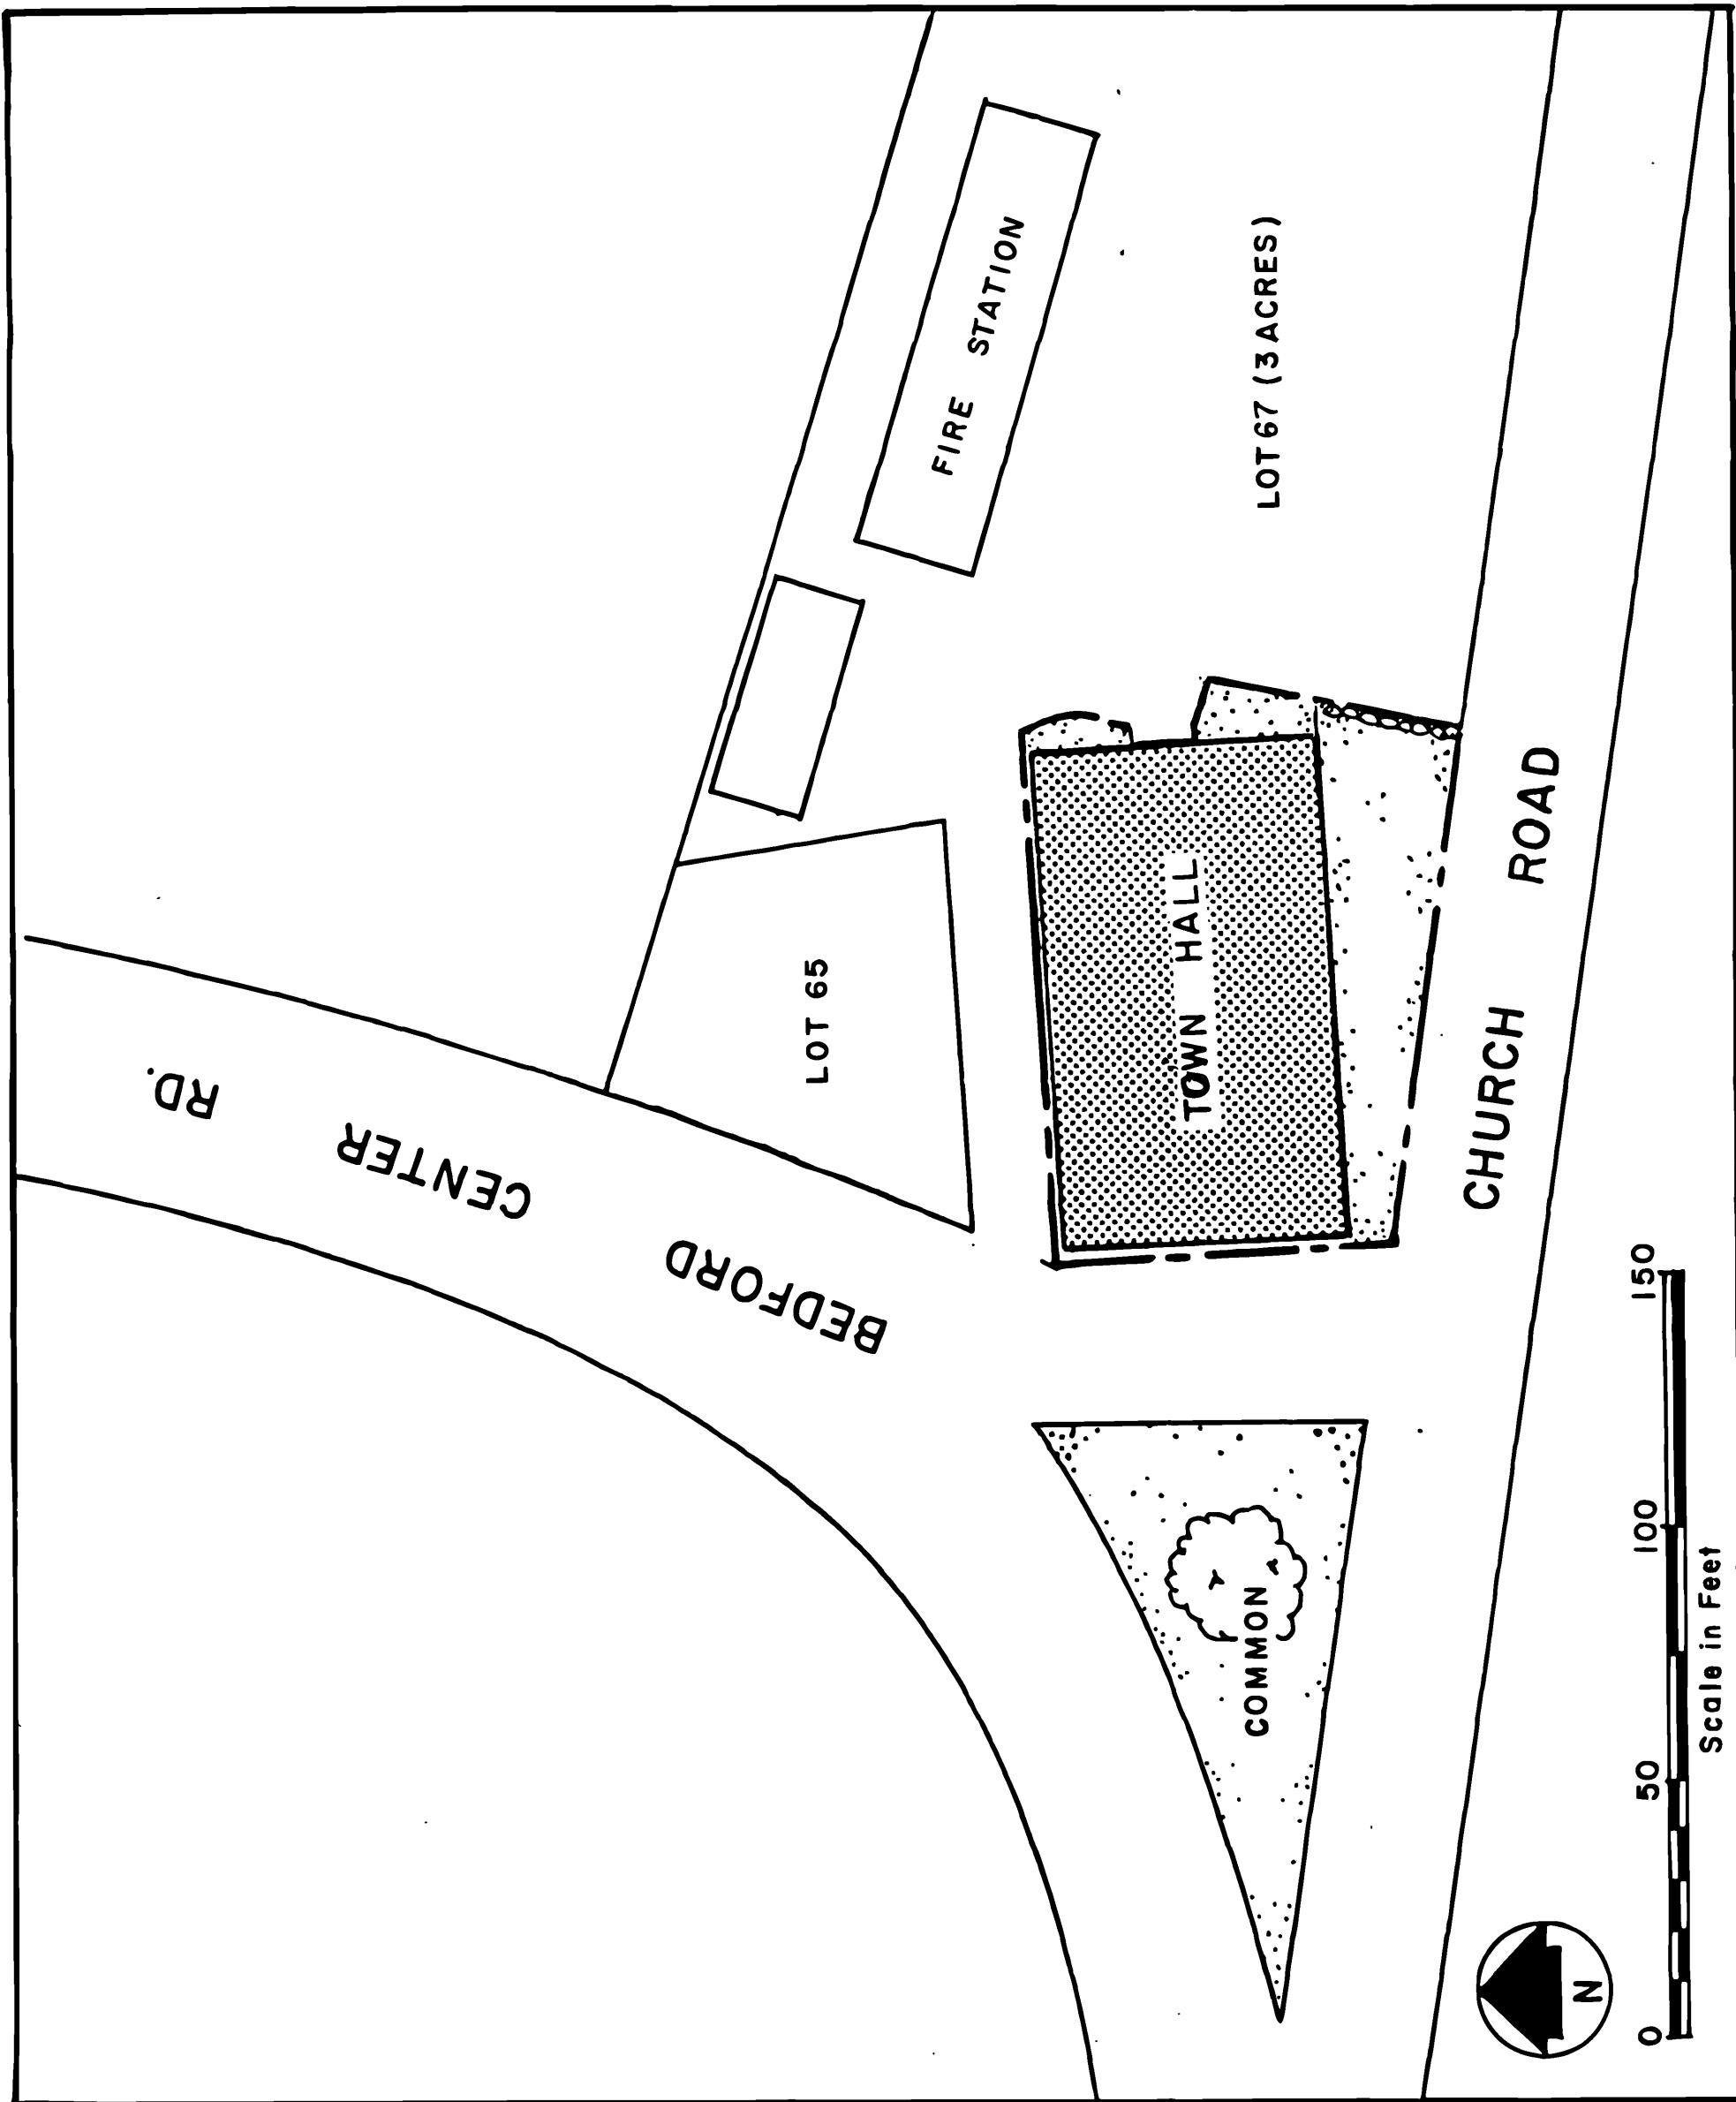 BEDFORD CENTER RD.
FIRE STATION
LOT 65
LOT 67 (3 ACRES)
TOWN HALL
COMMON
CHURCH ROAD
N
0 50 100 150
Scale in Feet